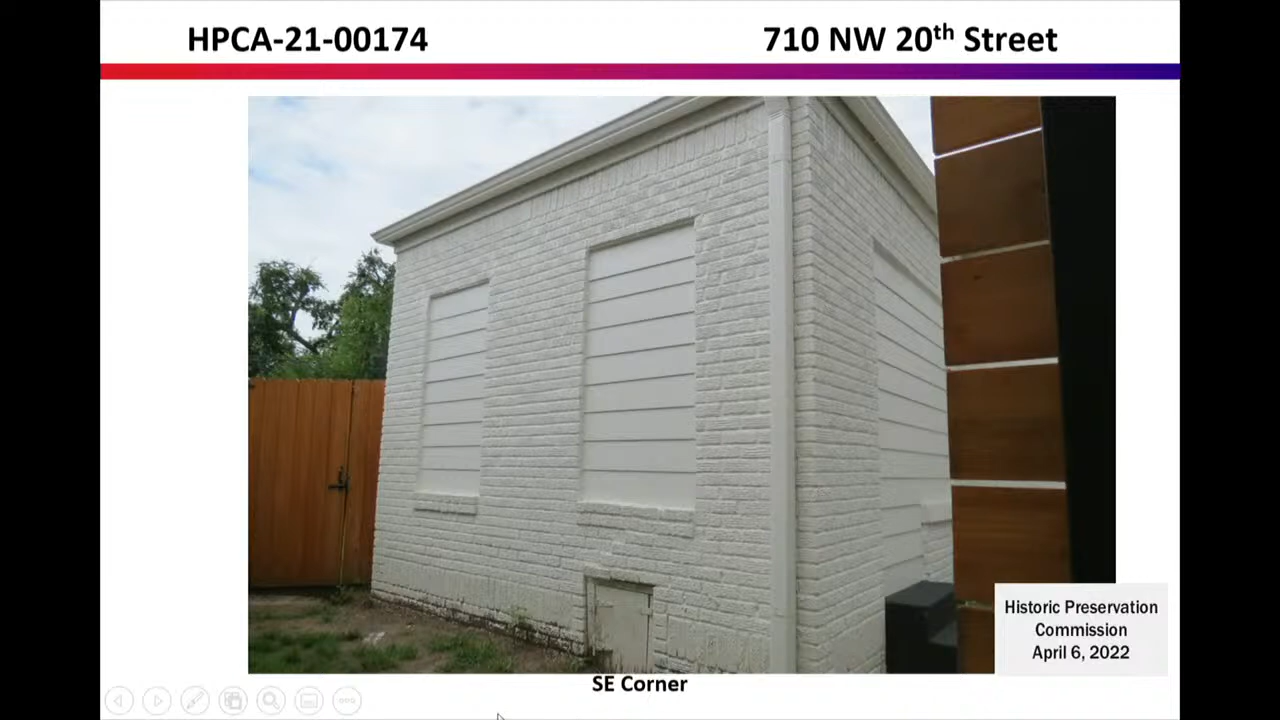 HPCA-21-00174
710 NW 20th Street
Historic Preservation
Commission
April 6, 2022
SE Corner